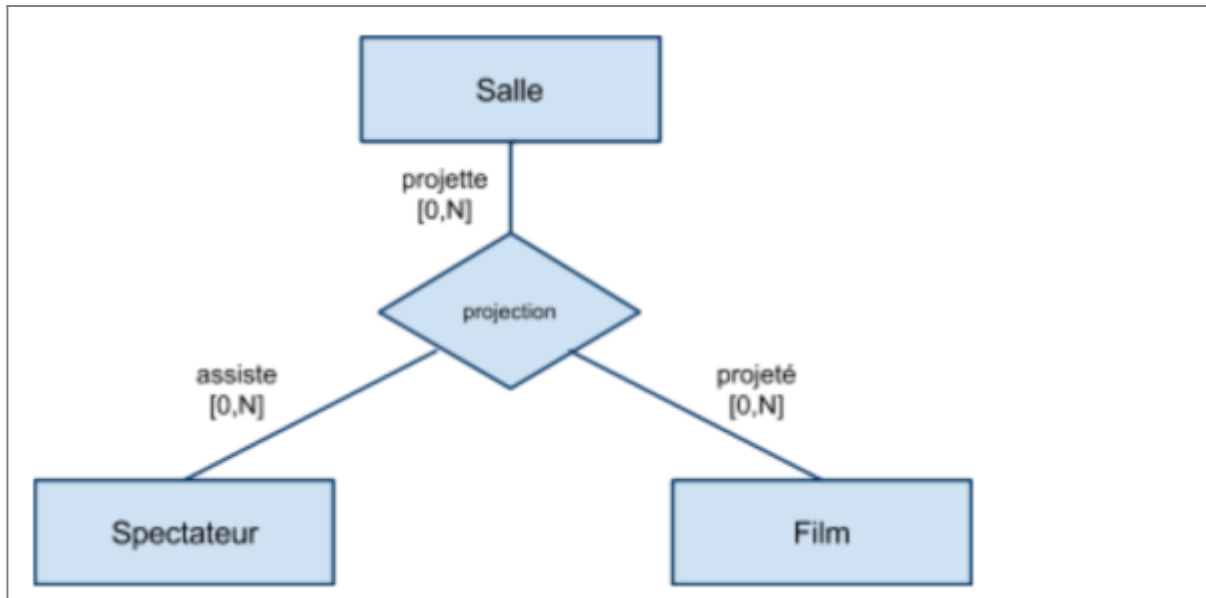 Salle
projette
[0,N]
projection
assiste
[0,N]
projeté
[0,N]
Spectateur
Film